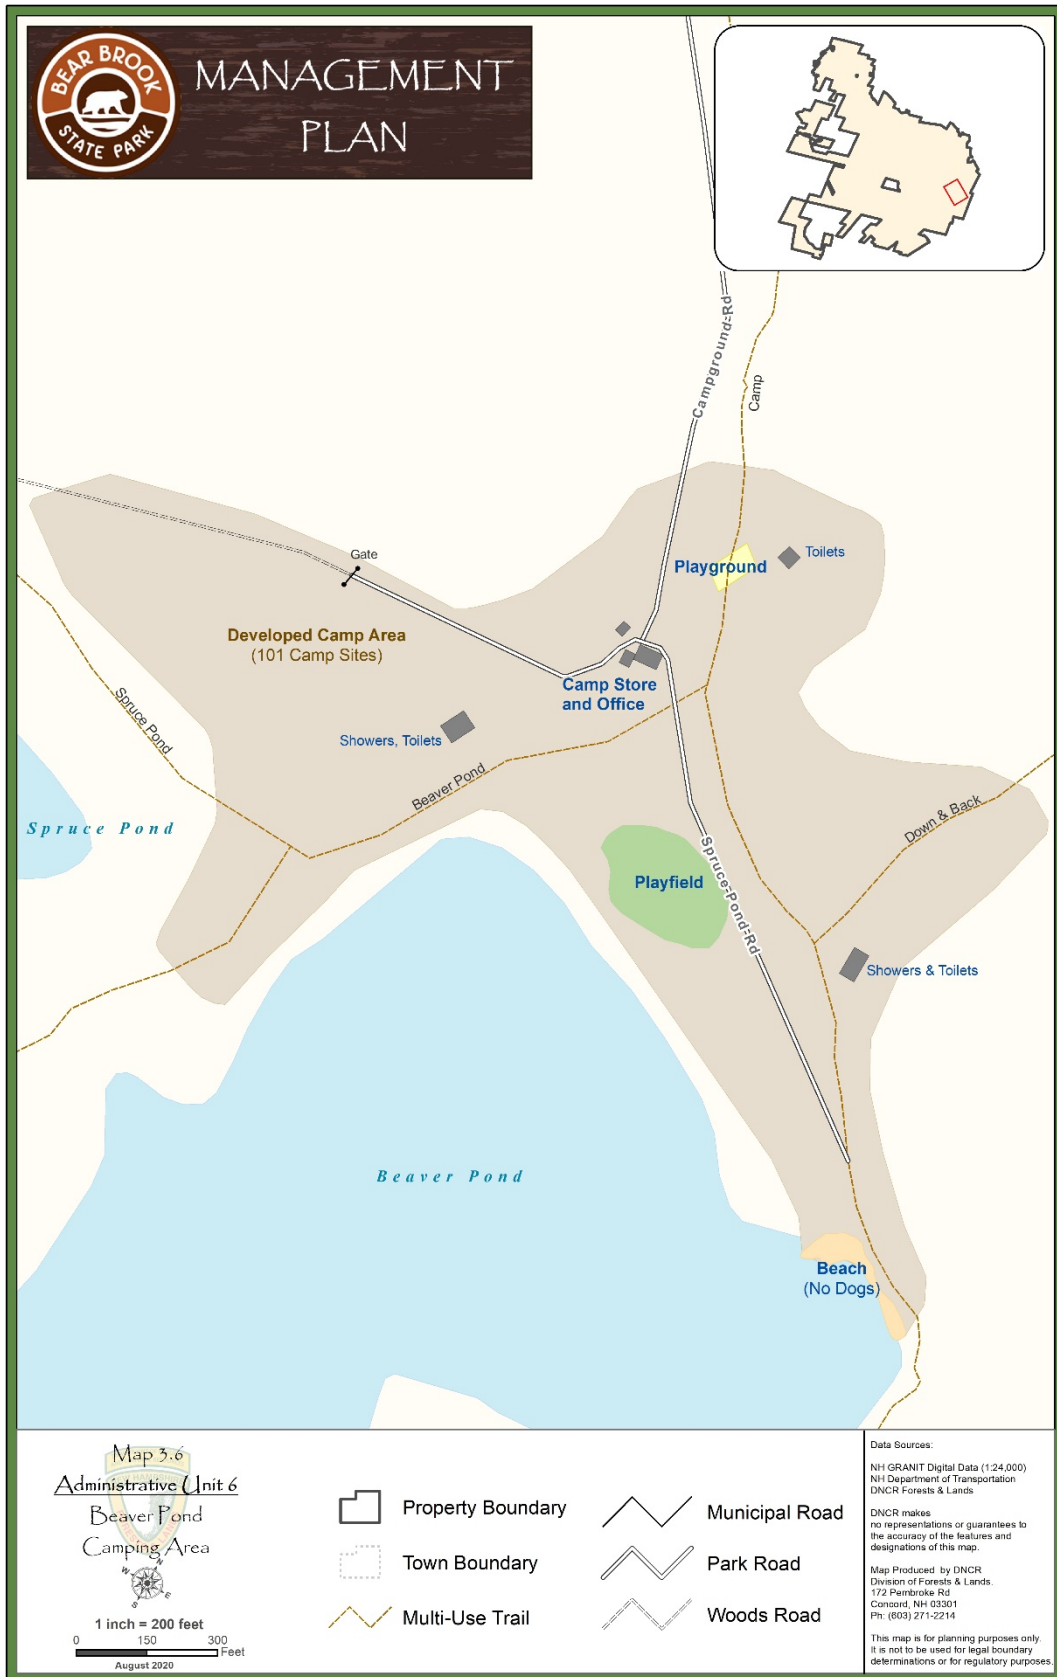 BEAR BROOK
STATE PARK
MANAGEMENT
PLAN
Campground Rd
Camp
Gate
Playground
Toilets
Developed Camp Area
(101 Camp Sites)
Camp Store
and Office
Spruce Pond
Showers, Toilets
Beaver Pond
Spruce Pond
Down & Back
Spruce Pond Rd
Playfield
Showers & Toilets
Beaver Pond
Beach
(No Dogs)
Map 3.6
Administrative Unit 6
Beaver Pond
Camping Area
N
W
E
S
1 inch = 200 feet
0 150 300
Feet
August 2020
Property Boundary
Town Boundary
Multi-Use Trail
Municipal Road
Park Road
Woods Road
Data Sources:
NH GRANIT Digital Data (1:24,000)
NH Department of Transportation
DNCR Forests & Lands
DNCR makes
no representations or guarantees to
the accuracy of the features and
designations of this map.
Map Produced by DNCR
Division of Forests & Lands.
172 Pembroke Rd
Concord, NH 03301
Ph: (603) 271-2214
This map is for planning purposes only.
It is not to be used for legal boundary
determinations or for regulatory purposes.